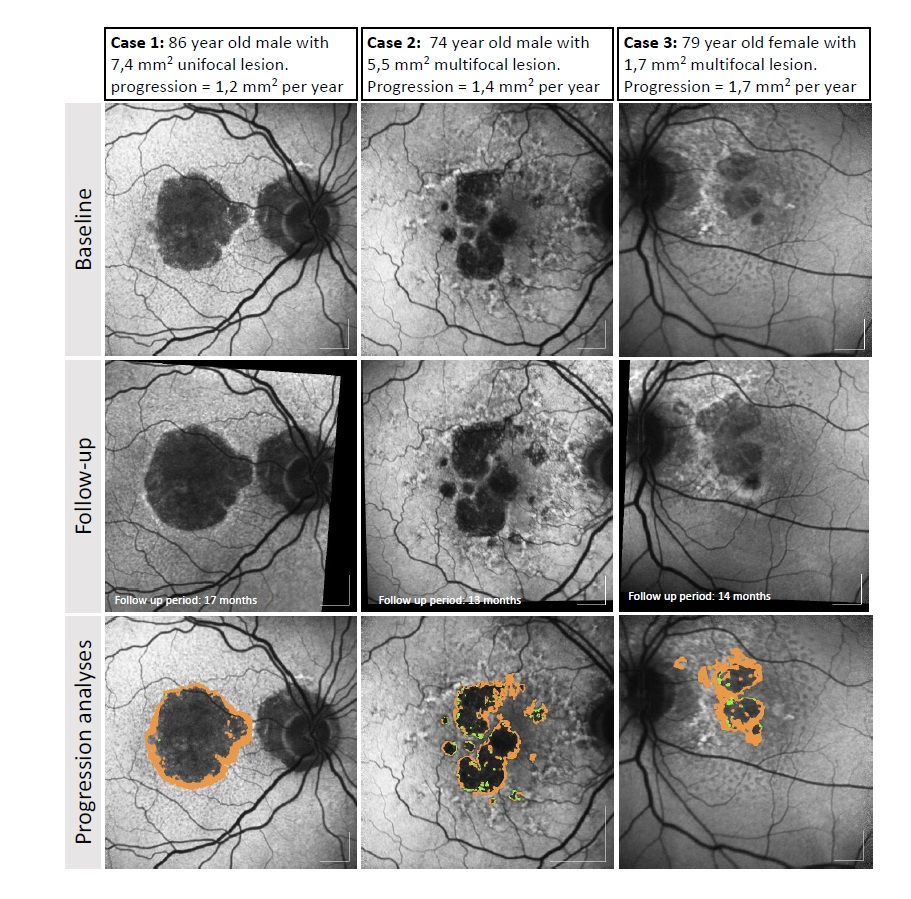 Case 1: 86 year old male with
7,4 mm² unifocal lesion.
progression = 1,2 mm² per year
Case 2:  74 year old male with
5,5 mm² multifocal lesion.
Progression = 1,4 mm² per year
Case 3: 79 year old female with
1,7 mm² multifocal lesion.
Progression = 1,7 mm² per year
Baseline
Follow-up
Follow up period: 17 months
Follow up period: 13 months
Follow up period: 14 months
Progression analyses